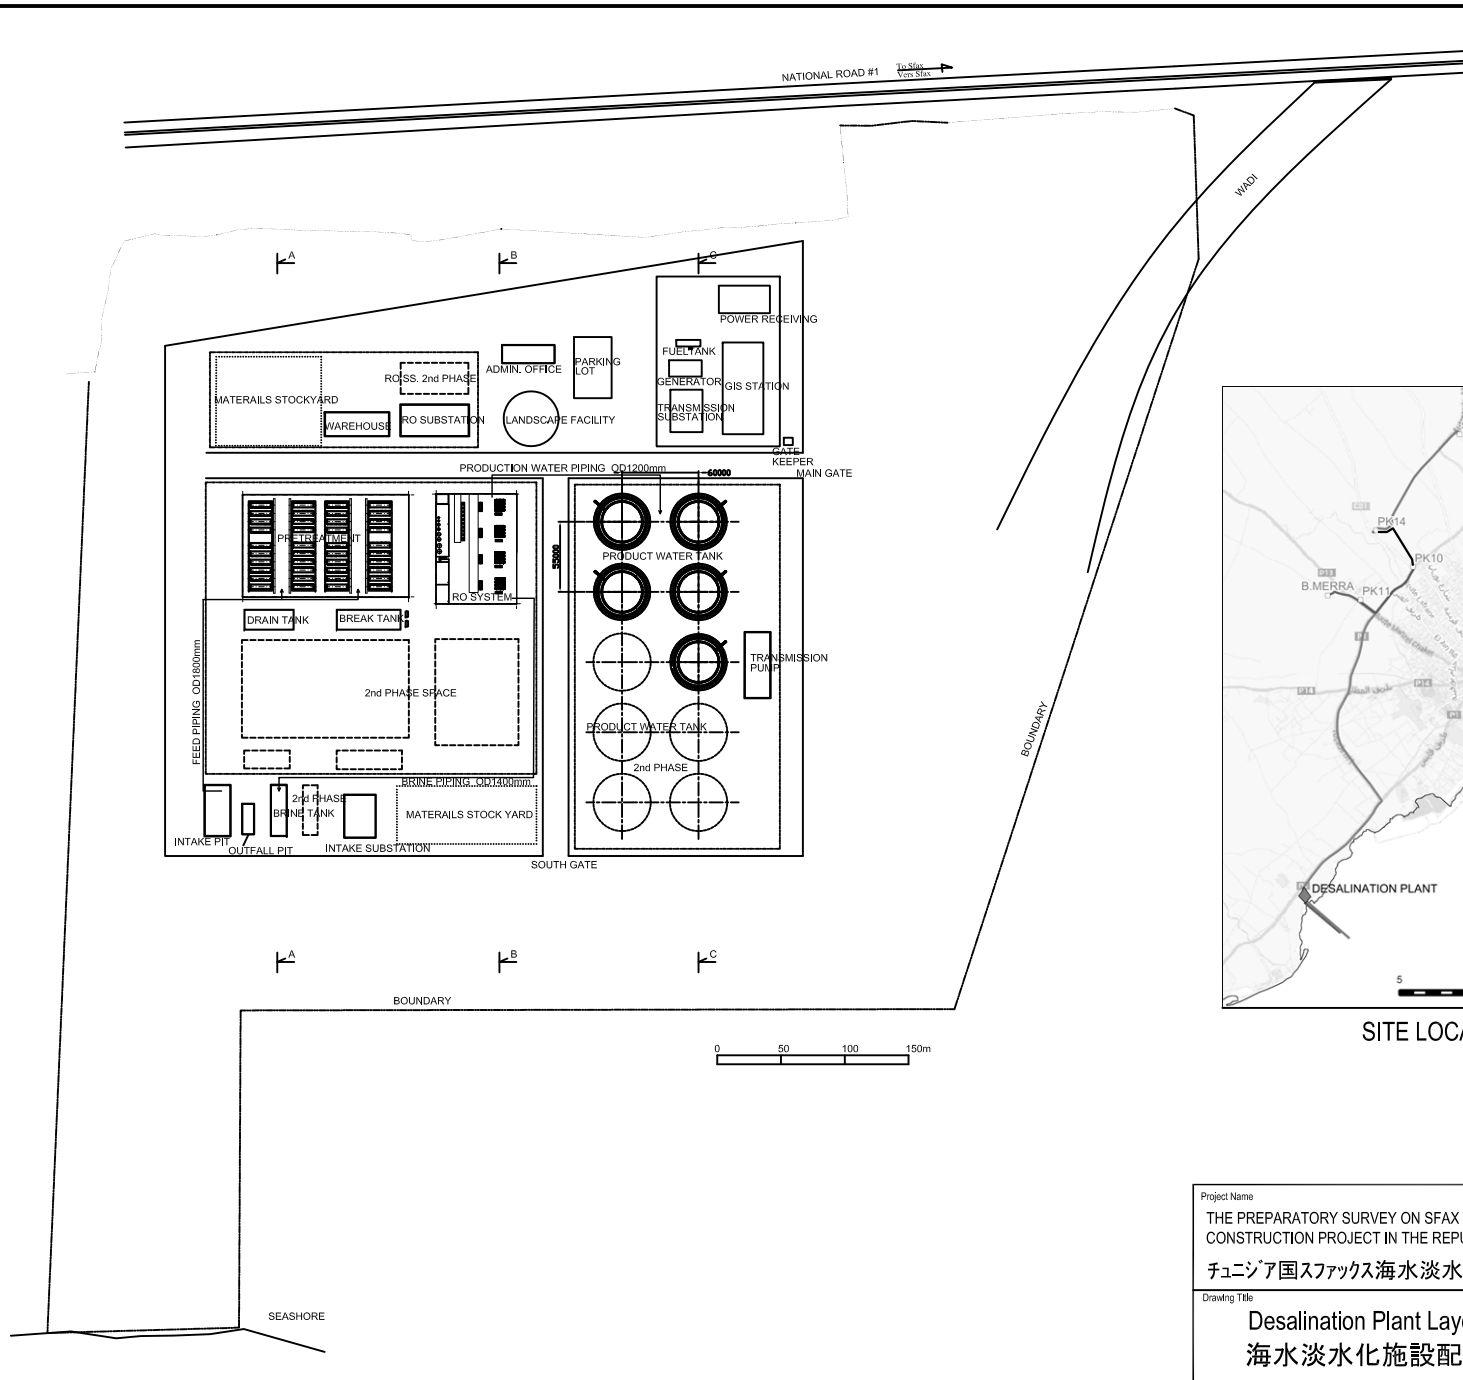 NATIONAL ROAD #1
To Sfax
Vers Sfax
WADI
A
B
C
POWER RECEIVING
FUELTANK
GENERATOR
GIS STATION
TRANSMISSION
SUBSTATION
PARKING
LOT
ADMIN. OFFICE
RO SS. 2nd PHASE
MATERAILS STOCKYARD
WAREHOUSE
RO SUBSTATION
LANDSCAPE FACILITY
GATE
KEEPER
MAIN GATE
PRODUCTION WATER PIPING OD1200mm
60000
55000
PRETREATMENT
PRODUCT WATER TANK
RO SYSTEM
DRAIN TANK
BREAK TANK
FEED PIPING OD1800mm
2nd PHASE SPACE
TRANSMISSION
PUMP
PRODUCT WATER TANK
2nd PHASE
BRINE PIPING OD1400mm
2nd PHASE
BRINE TANK
MATERAILS STOCK YARD
INTAKE PIT
OUTFALL PIT
INTAKE SUBSTATION
SOUTH GATE
BOUNDARY
A
B
C
BOUNDARY
0 50 100 150m
SEASHORE
PK14
PK10
B.MERRA
PK11
P14
P14
DESALINATION PLANT
5
SITE LOCA
Project Name
THE PREPARATORY SURVEY ON SFAX
CONSTRUCTION PROJECT IN THE REPU
チュニジア国スファックス海水淡水
Drawing Title
Desalination Plant Layo
海水淡水化施設配